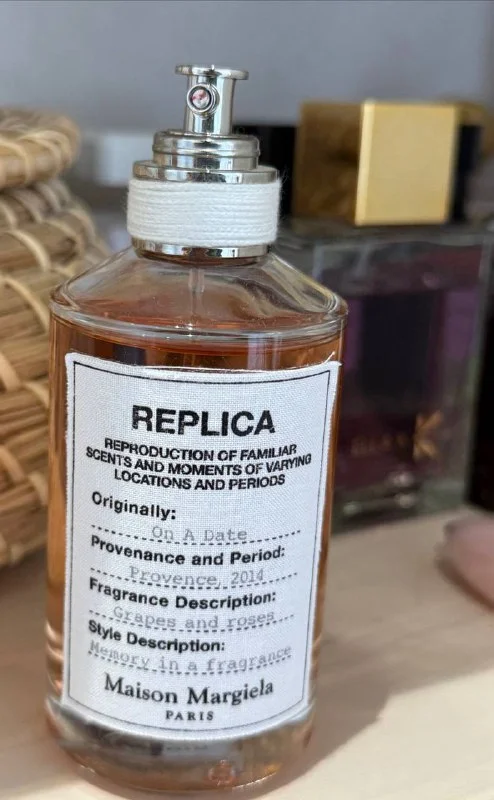 REPLICA
REPRODUCTION OF FAMILIAR
SCENTS AND MOMENTS OF VARYING
LOCATIONS AND PERIODS
Originally:
On A Date
Provenance and Period:
Provence, 2014
Fragrance Description:
Grapes and roses
Style Description:
Memory in a fragrance
Maison Margiela
PARIS
K